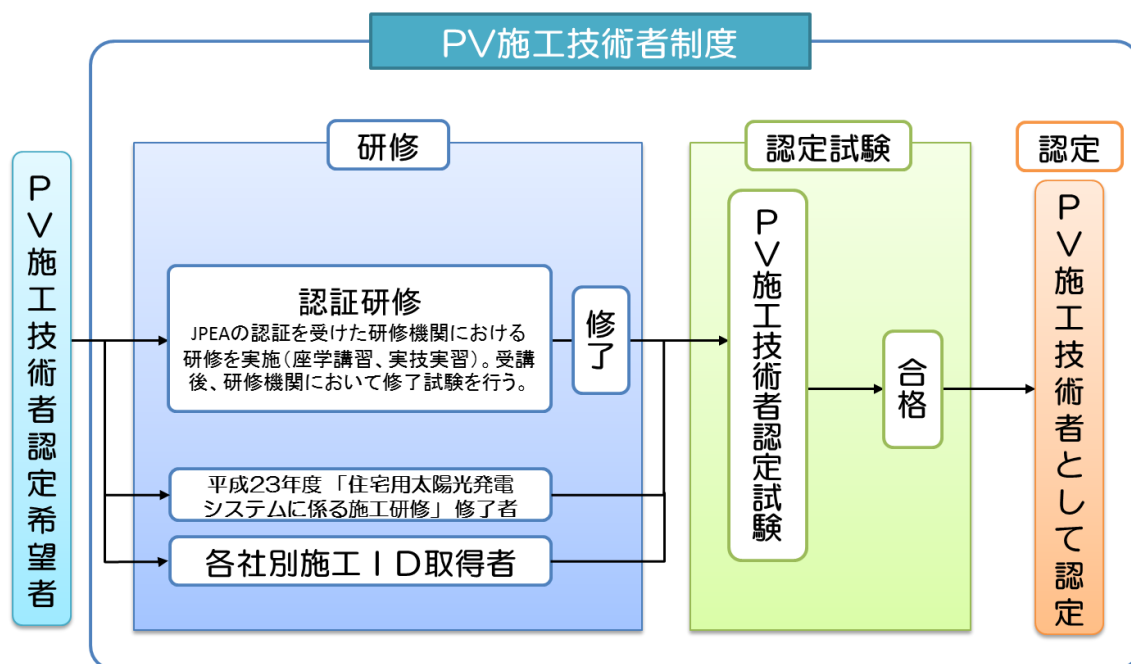 PV施工技術者制度
PV施工技術者認定希望者
研修
認証研修
JPEAの認証を受けた研修機関における
研修を実施(座学講習、実技実習)。受講
後、研修機関において修了試験を行う。
修了
平成23年度「住宅用太陽光発電
システムに係る施工研修」修了者
各社別施工ID取得者
認定試験
PV施工技術者認定試験
合格
認定
PV施工技術者として認定